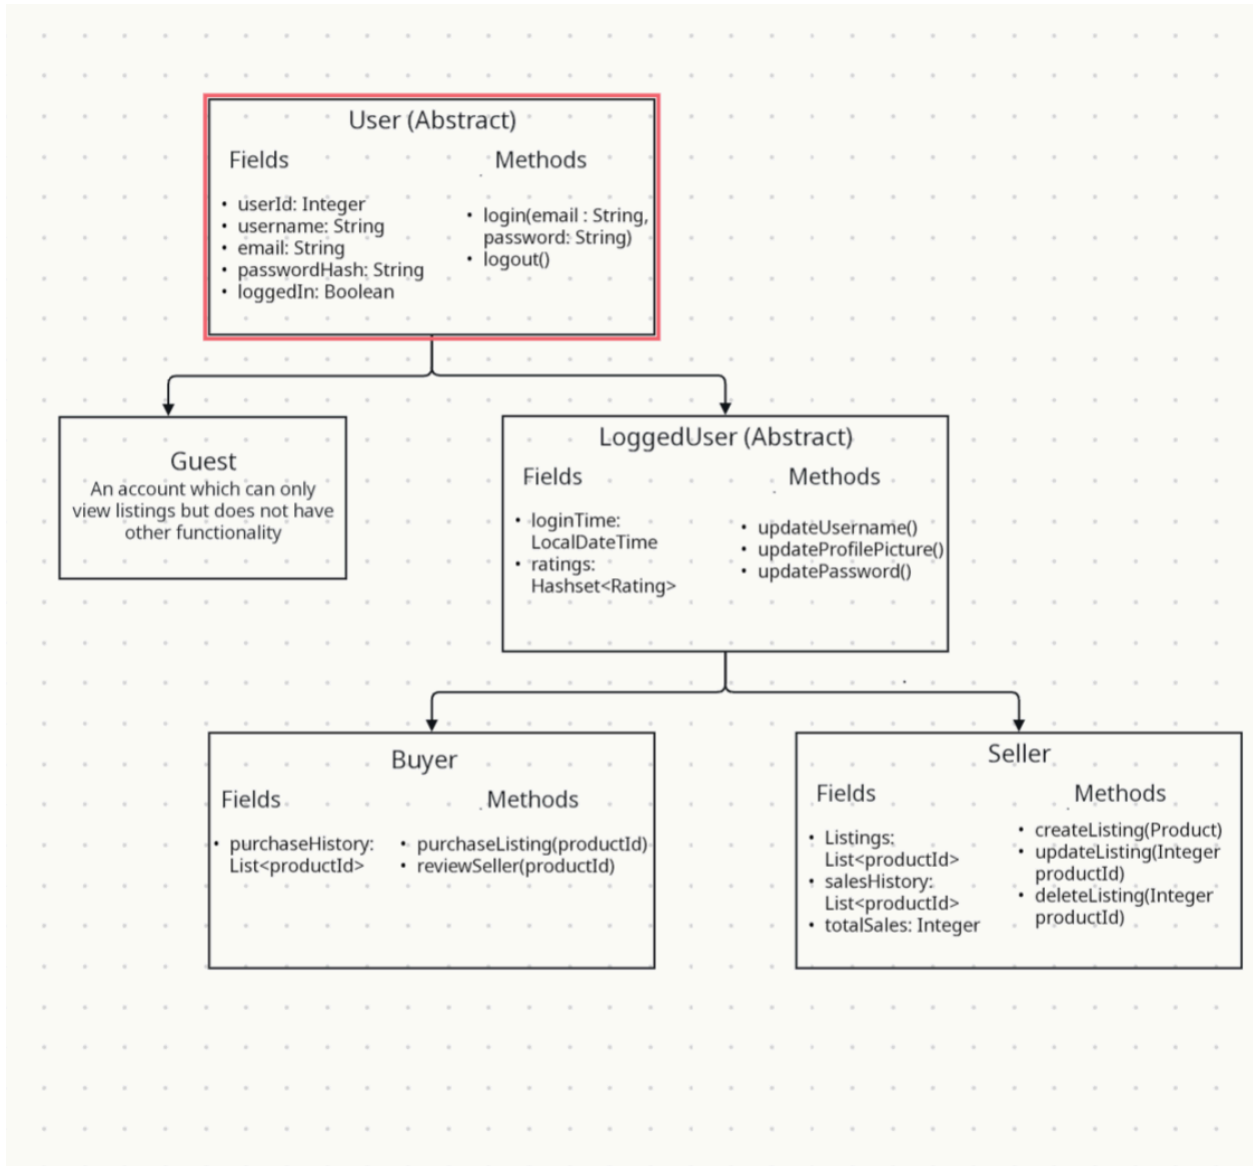 User (Abstract)
Fields
• userId: Integer
• username: String
• email: String
• passwordHash: String
• loggedIn: Boolean
Methods
• login(email : String,
password: String)
• logout()
Guest
An account which can only
view listings but does not have
other functionality
LoggedUser (Abstract)
Fields
• loginTime:
LocalDateTime
• ratings:
Hashset<Rating>
Methods
• updateUsername()
• updateProfilePicture()
• updatePassword()
Buyer
Fields
• purchaseHistory:
List<productId>
Methods
• purchaseListing(productId)
• reviewSeller(productId)
Seller
Fields
• Listings:
List<productId>
• salesHistory:
List<productId>
• totalSales: Integer
Methods
• createListing(Product)
• updateListing(Integer
productId)
• deleteListing(Integer
productId)